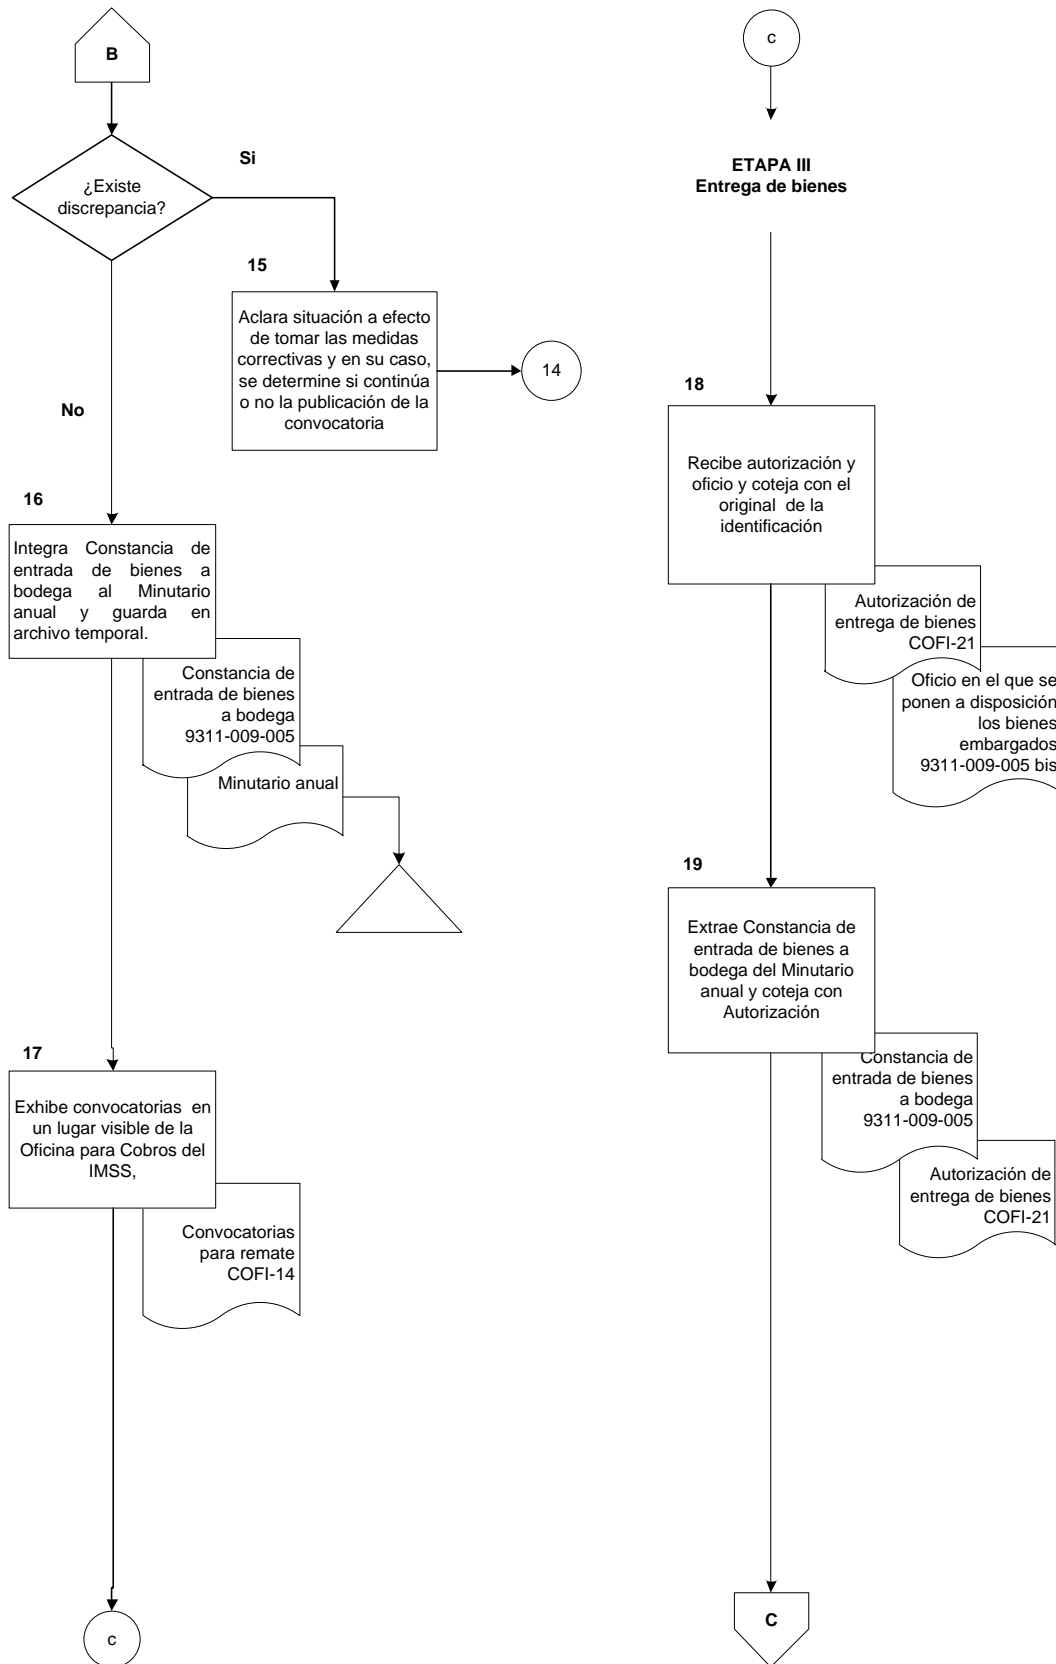 B
¿Existe
discrepancia?
Si
15
Aclara situación a efecto
de tomar las medidas
correctivas y en su caso,
se determine si continúa
o no la publicación de la
convocatoria
14
No
16
Integra Constancia de
entrada de bienes a
bodega al Minutario
anual y guarda en
archivo temporal.
Constancia de
entrada de bienes
a bodega
9311-009-005
Minutario anual
17
Exhibe convocatorias en
un lugar visible de la
Oficina para Cobros del
IMSS,
Convocatorias
para remate
COFI-14
c
c
ETAPA III
Entrega de bienes
18
Recibe autorización y
oficio y coteja con el
original de la
identificación
Autorización de
entrega de bienes
COFI-21
Oficio en el que se
ponen a disposición
los bienes
embargados
9311-009-005 bis
19
Extrae Constancia de
entrada de bienes a
bodega del Minutario
anual y coteja con
Autorización
Constancia de
entrada de bienes
a bodega
9311-009-005
Autorización de
entrega de bienes
COFI-21
C